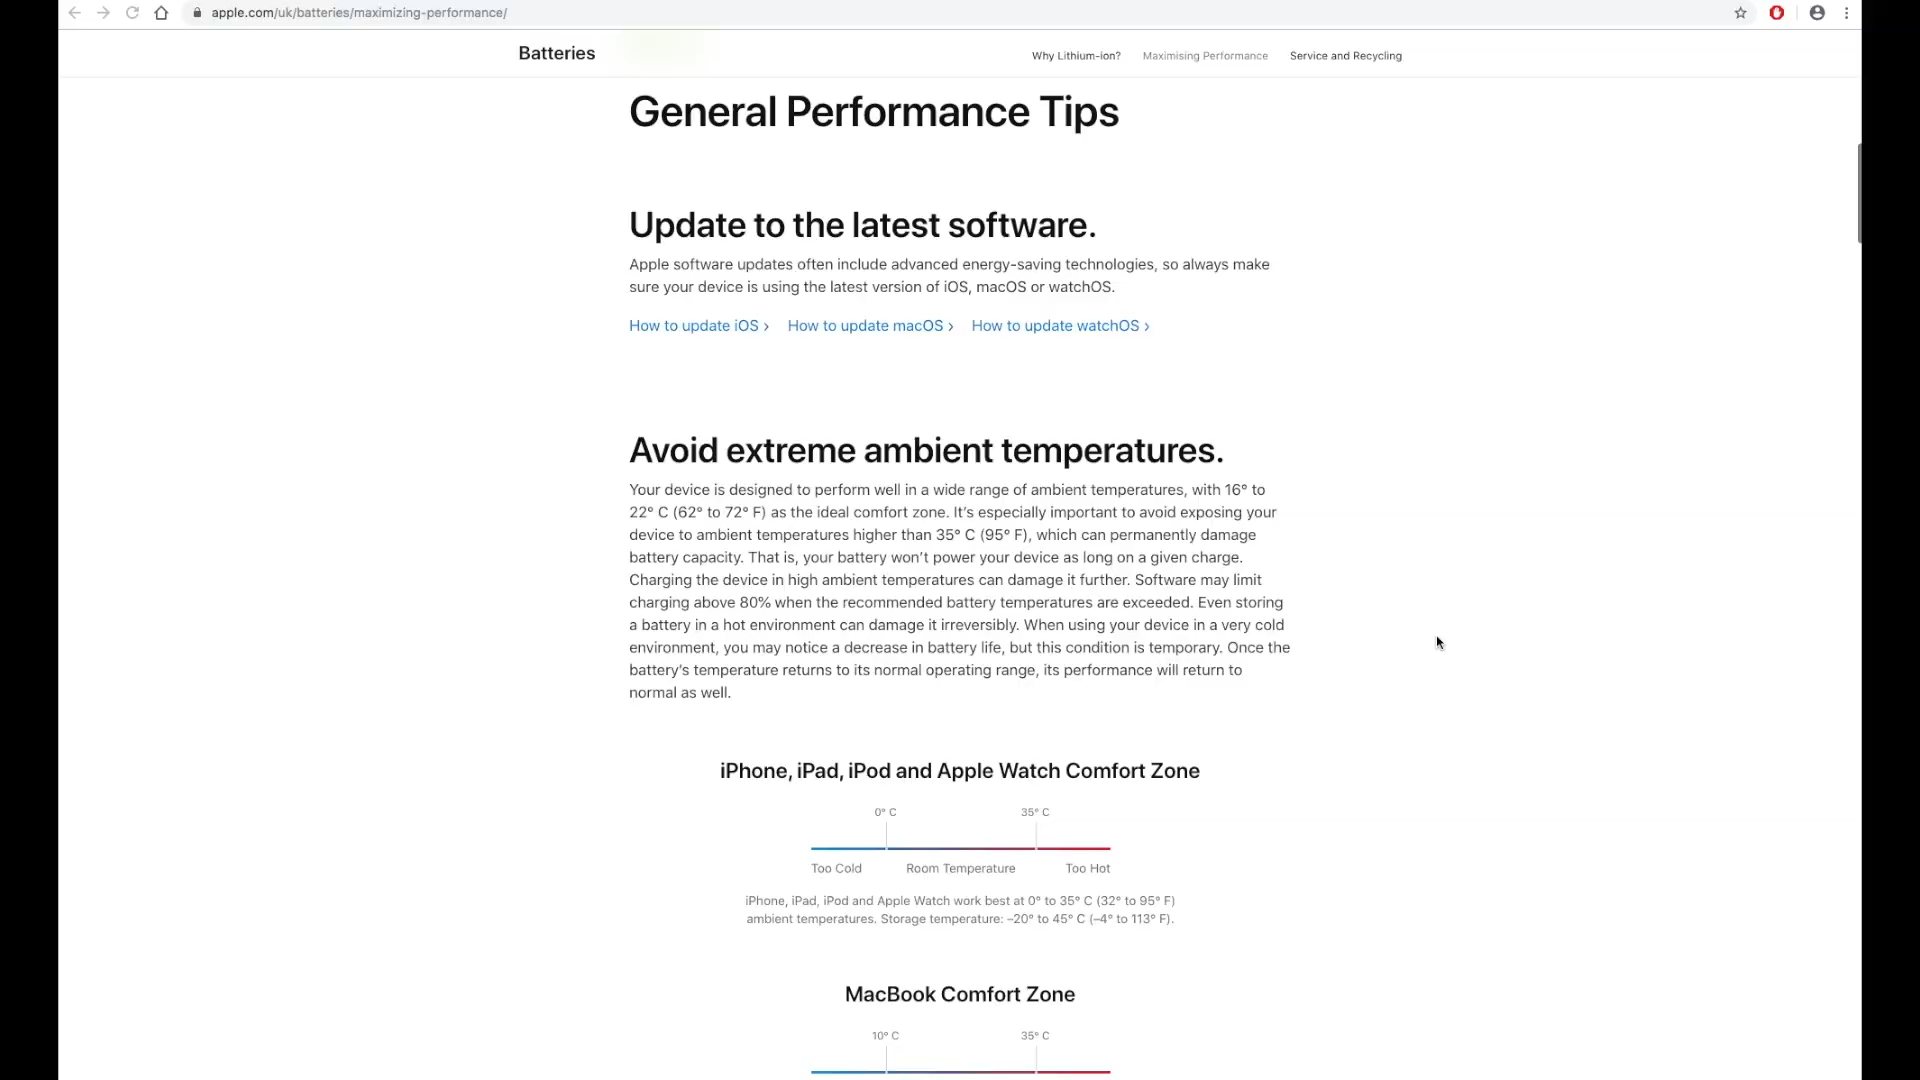 apple.com/uk/batteries/maximizing-performance/
Batteries
Why Lithium-ion? Maximising Performance Service and Recycling
General Performance Tips
Update to the latest software.
Apple software updates often include advanced energy-saving technologies, so always make
sure your device is using the latest version of iOS, macOS or watchOS.
How to update iOS › How to update macOS › How to update watchOS ›
Avoid extreme ambient temperatures.
Your device is designed to perform well in a wide range of ambient temperatures, with 16° to
22° C (62° to 72° F) as the ideal comfort zone. It’s especially important to avoid exposing your
device to ambient temperatures higher than 35° C (95° F), which can permanently damage
battery capacity. That is, your battery won’t power your device as long on a given charge.
Charging the device in high ambient temperatures can damage it further. Software may limit
charging above 80% when the recommended battery temperatures are exceeded. Even storing
a battery in a hot environment can damage it irreversibly. When using your device in a very cold
environment, you may notice a decrease in battery life, but this condition is temporary. Once the
battery’s temperature returns to its normal operating range, its performance will return to
normal as well.
iPhone, iPad, iPod and Apple Watch Comfort Zone
0° C 35° C
Too Cold Room Temperature Too Hot
iPhone, iPad, iPod and Apple Watch work best at 0° to 35° C (32° to 95° F)
ambient temperatures. Storage temperature: –20° to 45° C (–4° to 113° F).
MacBook Comfort Zone
10° C 35° C